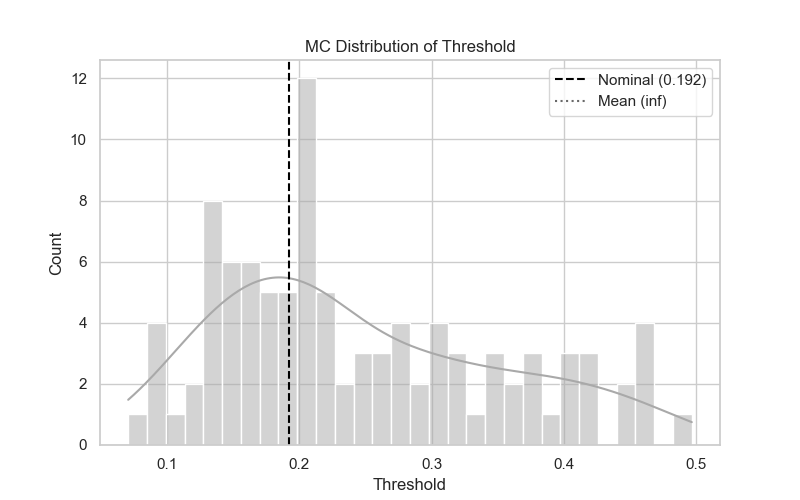 MC Distribution of Threshold
Nominal (0.192)
Mean (inf)
12
10
8
6
4
2
0
Count
0.1 0.2 0.3 0.4 0.5
Threshold